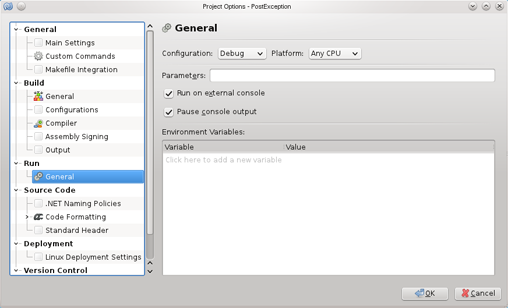 Project Options - PostException
General
Main Settings
Custom Commands
Makefile Integration
Build
General
Configurations
Compiler
Assembly Signing
Output
Run
General
Source Code
.NET Naming Policies
Code Formatting
Standard Header
Deployment
Linux Deployment Settings
Version Control
General
Configuration: Debug Platform: Any CPU
Parameters:
Run on external console
Pause console output
Environment Variables:
Variable Value
Click here to add a new variable
OK Cancel